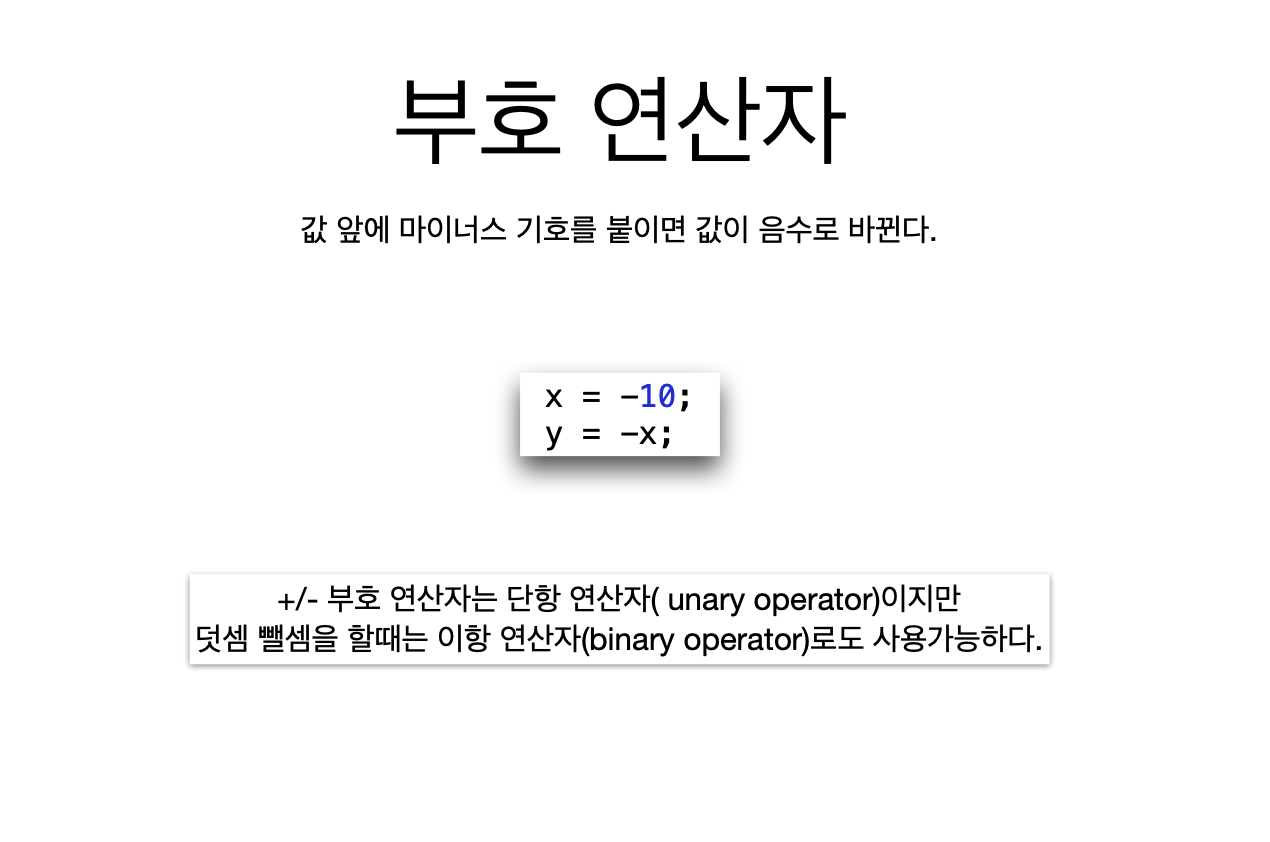 부호 연산자
값 앞에 마이너스 기호를 붙이면 값이 음수로 바뀐다.
x = -10;
y = -x;
+/- 부호 연산자는 단항 연산자( unary operator)이지만
덧셈 뺄셈을 할때는 이항 연산자(binary operator)로도 사용가능하다.